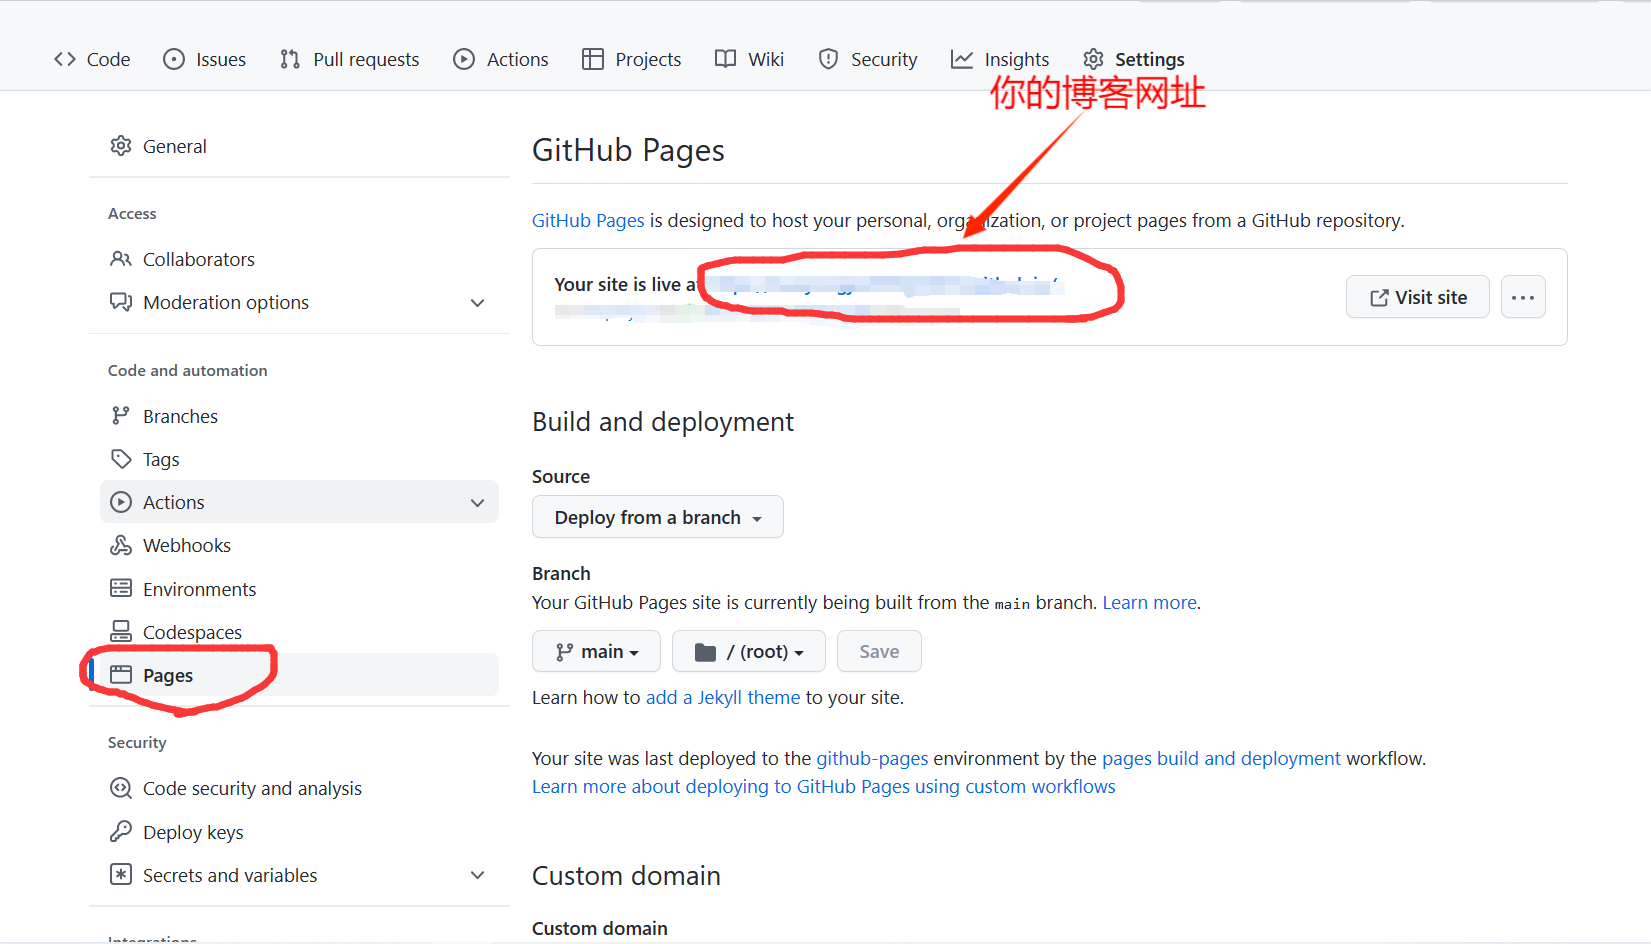 Code Issues Pull requests Actions Projects Wiki Security Insights Settings
你的博客网址
General
Access
Collaborators
Moderation options
Code and automation
Branches
Tags
Actions
Webhooks
Environments
Codespaces
Pages
Security
Code security and analysis
Deploy keys
Secrets and variables
Integrations
GitHub Pages
GitHub Pages is designed to host your personal, organization, or project pages from a GitHub repository.
Your site is live at
Visit site
Build and deployment
Source
Deploy from a branch
Branch
Your GitHub Pages site is currently being built from the main branch. Learn more.
main / (root) Save
Learn how to add a Jekyll theme to your site.
Your site was last deployed to the github-pages environment by the pages build and deployment workflow.
Learn more about deploying to GitHub Pages using custom workflows
Custom domain
Custom domain